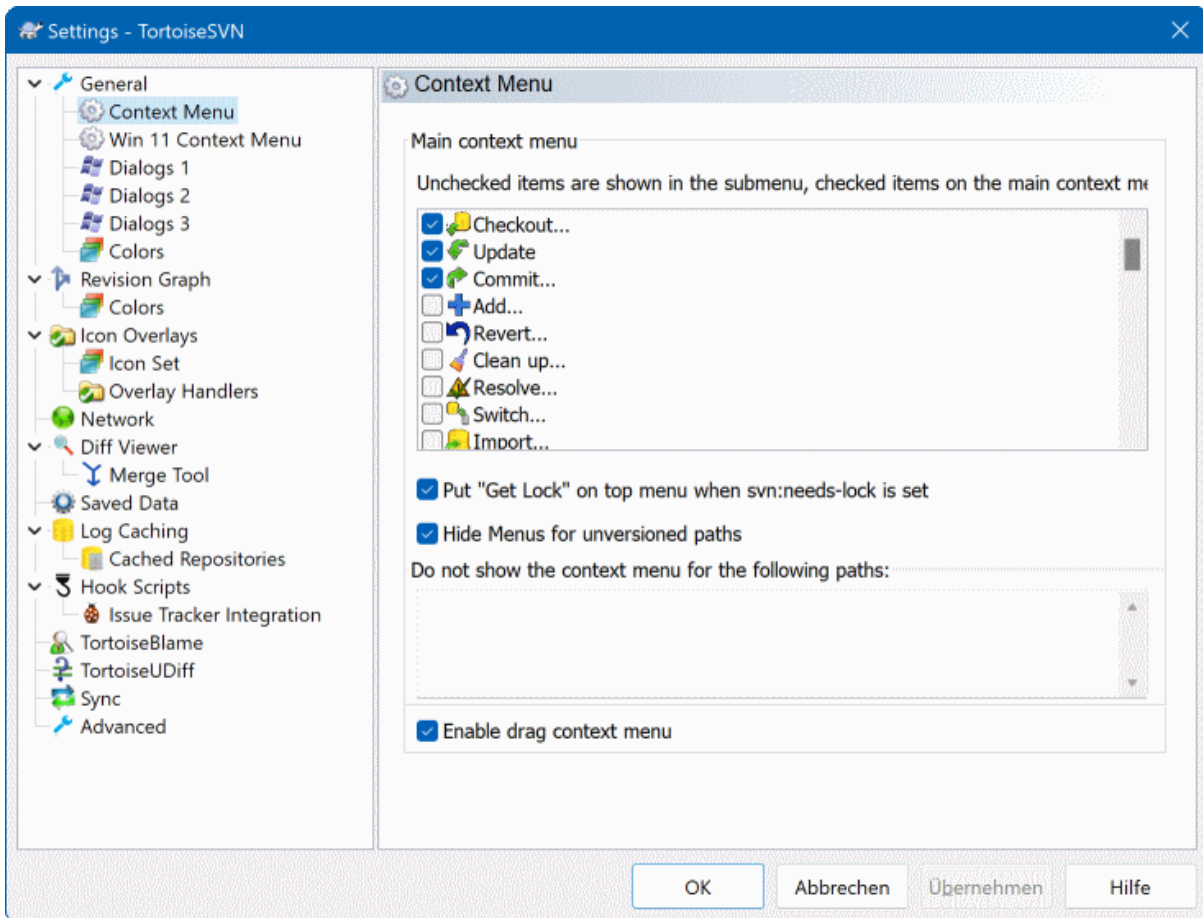 Settings - TortoiseSVN
General
Context Menu
Win 11 Context Menu
Dialogs 1
Dialogs 2
Dialogs 3
Colors
Revision Graph
Colors
Icon Overlays
Icon Set
Overlay Handlers
Network
Diff Viewer
Merge Tool
Saved Data
Log Caching
Cached Repositories
Hook Scripts
Issue Tracker Integration
TortoiseBlame
TortoiseUDiff
Sync
Advanced
Context Menu
Main context menu
Unchecked items are shown in the submenu, checked items on the main context me
Checkout...
Update
Commit...
Add...
Revert...
Clean up...
Resolve...
Switch...
Import...
Put "Get Lock" on top menu when svn:needs-lock is set
Hide Menus for unversioned paths
Do not show the context menu for the following paths:
Enable drag context menu
OK
Abbrechen
Übernehmen
Hilfe